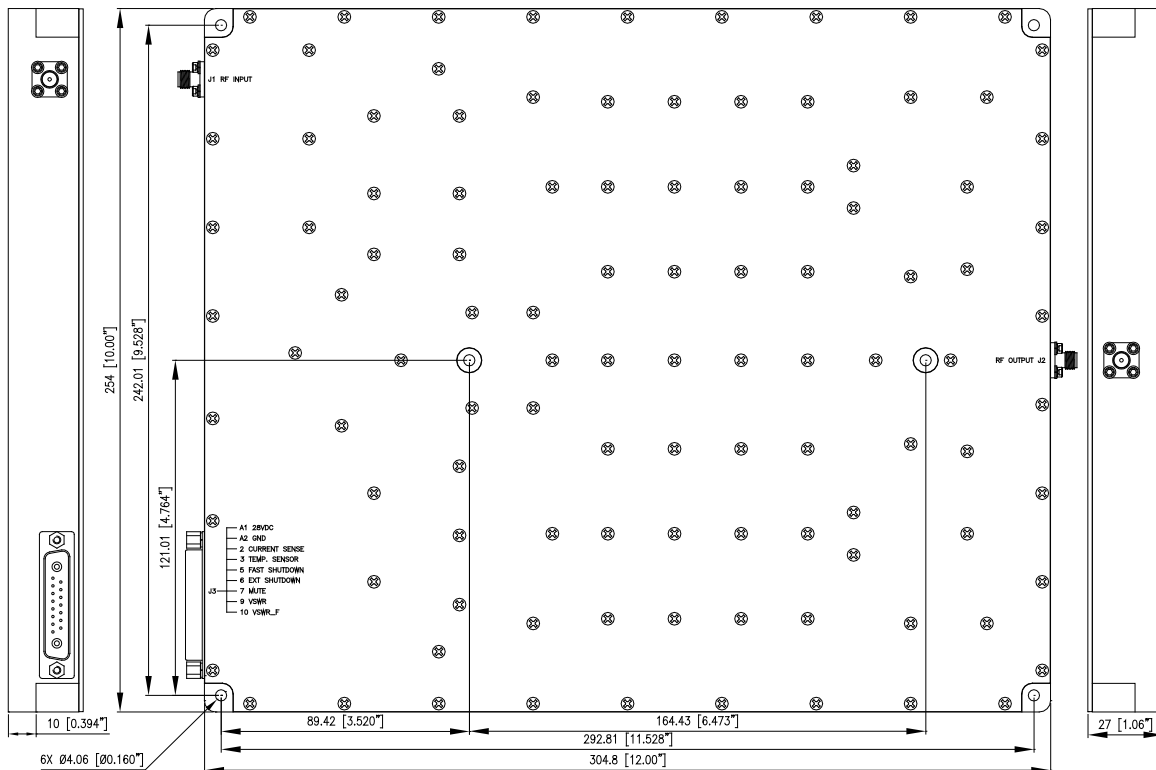 J1 RF INPUT
RF OUTPUT J2
254 [10.00"]
242.01 [9.528"]
121.01 [4.764"]
A1 28VDC
A2 GND
2 CURRENT SENSE
3 TEMP. SENSOR
5 FAST SHUTDOWN
6 EXT SHUTDOWN
J3 7 MUTE
9 VSWR
10 VSWR_F
10 [0.394"]
89.42 [3.520"]
164.43 [6.473"]
27 [1.06"]
292.81 [11.528"]
6X Ø4.06 [Ø0.160"]
304.8 [12.00"]